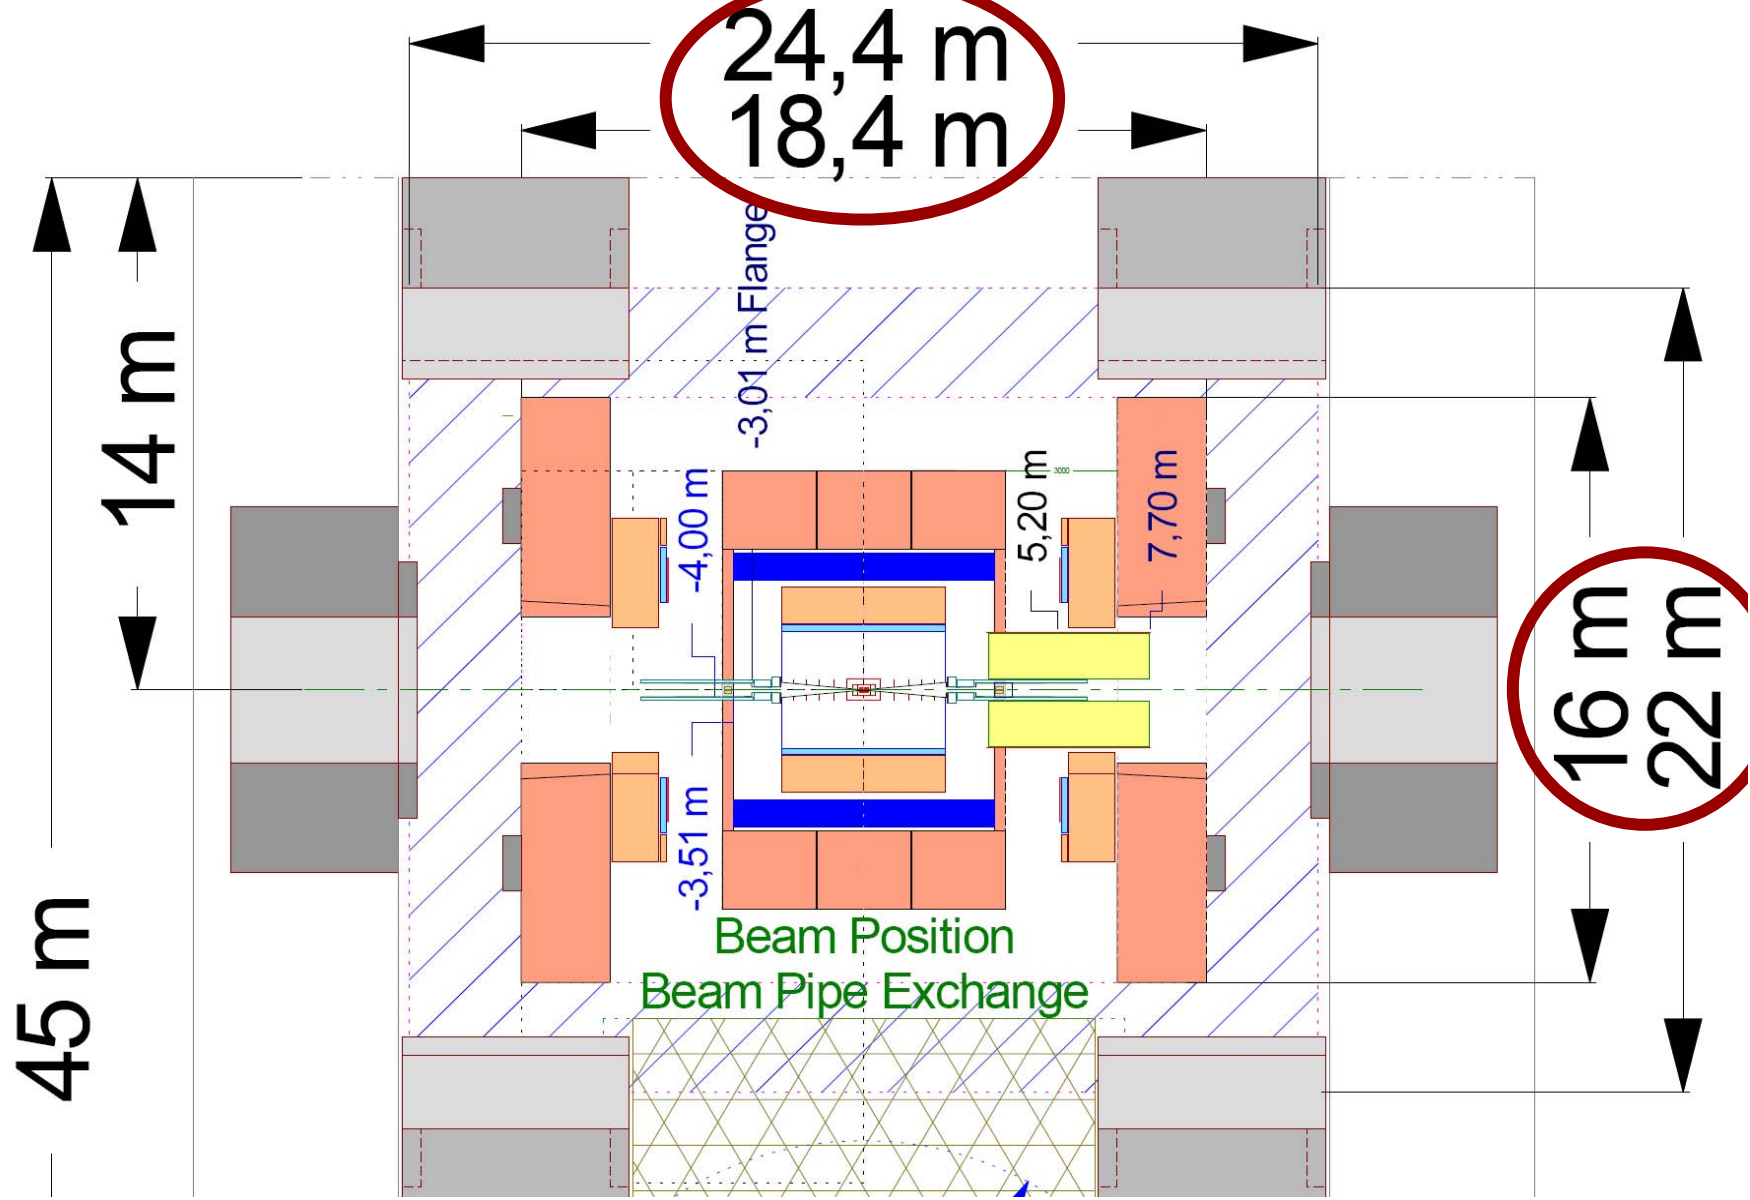 24,4 m
18,4 m
-3,01 m Flange
14 m
-4,00 m
5,20 m
3000
7,70 m
16 m
22 m
-3,51 m
45 m
Beam Position
Beam Pipe Exchange